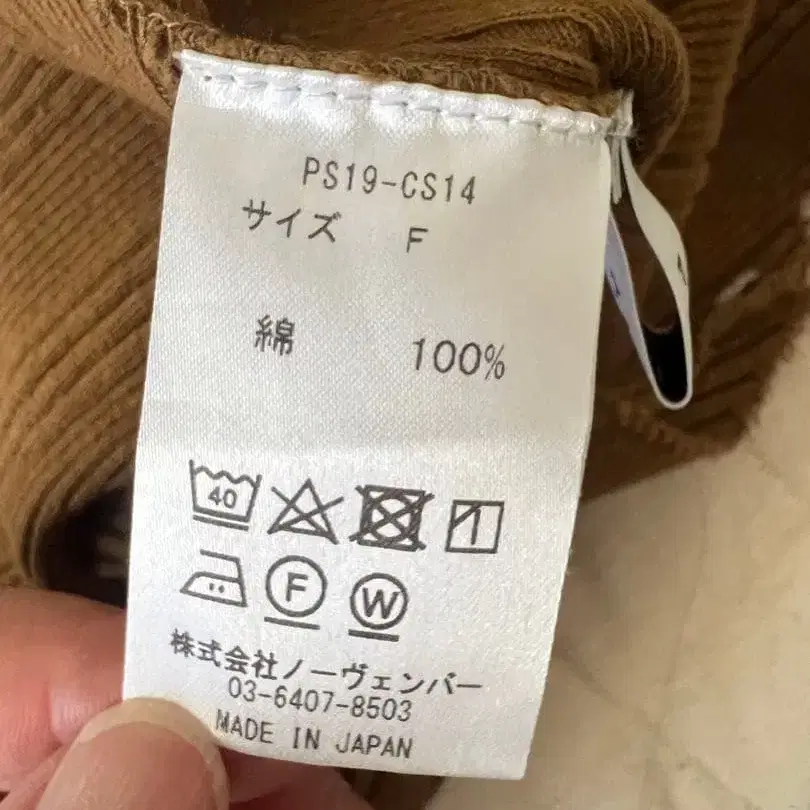 PS19-CS14
サイズ F
綿 100%
40
F W
株式会社ノーヴェンバー
03-6407-8503
MADE IN JAPAN